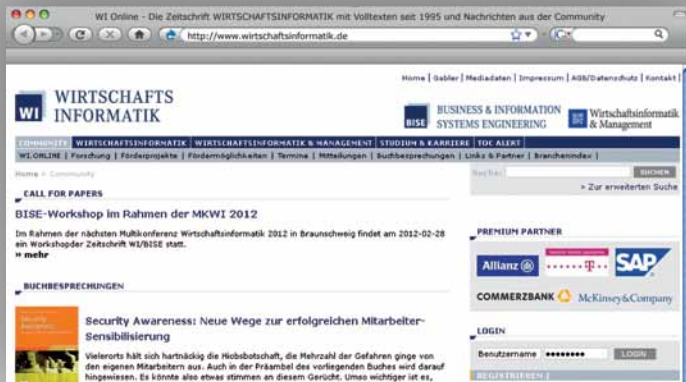 WI Online - Die Zeitschrift WIRTSCHAFTSINFORMATIK mit Volltexten seit 1995 und Nachrichten aus der Community
http://www.wirtschaftsinformatik.de
Home | Gabler | Mediadaten | Impressum | AGB/Datenschutz | Kontakt |
WI WIRTSCHAFTS INFORMATIK
BISE BUSINESS & INFORMATION SYSTEMS ENGINEERING
Wirtschaftsinformatik & Management
COMMUNITY | WIRTSCHAFTSINFORMATIK | WIRTSCHAFTSINFORMATIK & MANAGEMENT | STUDIUM & KARRIERE | TOC ALERT
WI-ONLINE | Forschung | Förderprojekte | Fördermöglichkeiten | Termine | Mitteilungen | Buchbesprechungen | Links & Partner | Branchenindex |
Home > Community
Suche: SUCHEN
» Zur erweiterten Suche
CALL FOR PAPERS
BISE-Workshop im Rahmen der MKWI 2012
Im Rahmen der nächsten Multikonferenz Wirtschaftsinformatik 2012 in Braunschweig findet am 2012-02-28
ein Workshopder Zeitschrift WI/BISE statt.
» mehr
BUCHBESPRECHUNGEN
Security Awareness
Security Awareness: Neue Wege zur erfolgreichen Mitarbeiter-
Sensibilisierung
Vielerorts hält sich hartnäckig die Hiobsbotschaft, die Mehrzahl der Gefahren ginge von
den eigenen Mitarbeitern aus. Auch in der Präambel des vorliegenden Buches wird darauf
hingewiesen. Es könnte also etwas stimmen an diesem Gerücht. Umso wichtiger ist es,
PREMIUM PARTNER
Allianz
T
SAP
COMMERZBANK
McKinsey&Company
LOGIN
Benutzername LOGIN
REGISTRIEREN |